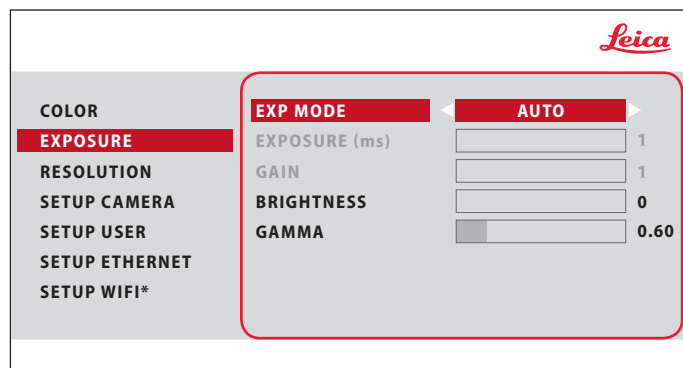 Leica
COLOR
EXPOSURE
RESOLUTION
SETUP CAMERA
SETUP USER
SETUP ETHERNET
SETUP WIFI*
EXP MODE AUTO
EXPOSURE (ms) 1
GAIN 1
BRIGHTNESS 0
GAMMA 0.60